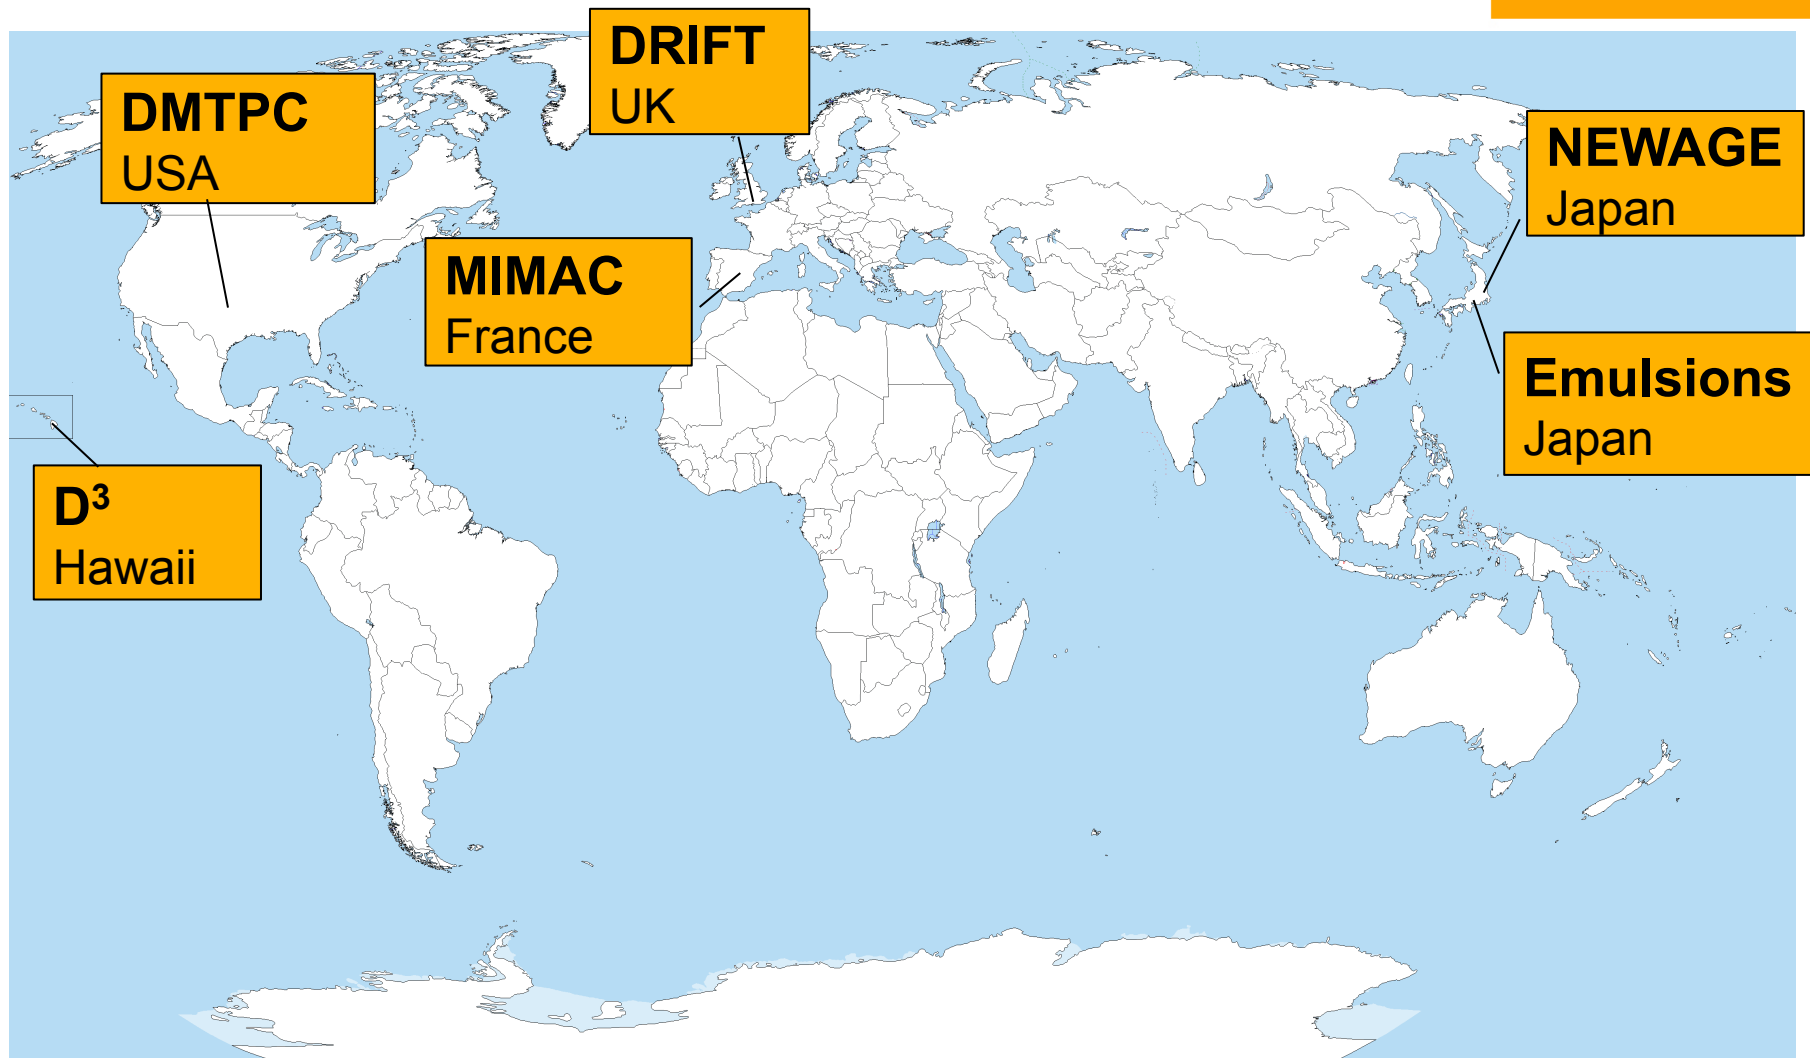 DRIFT
UK
DMTPC
USA
NEWAGE
Japan
MIMAC
France
Emulsions
Japan
D³
Hawaii